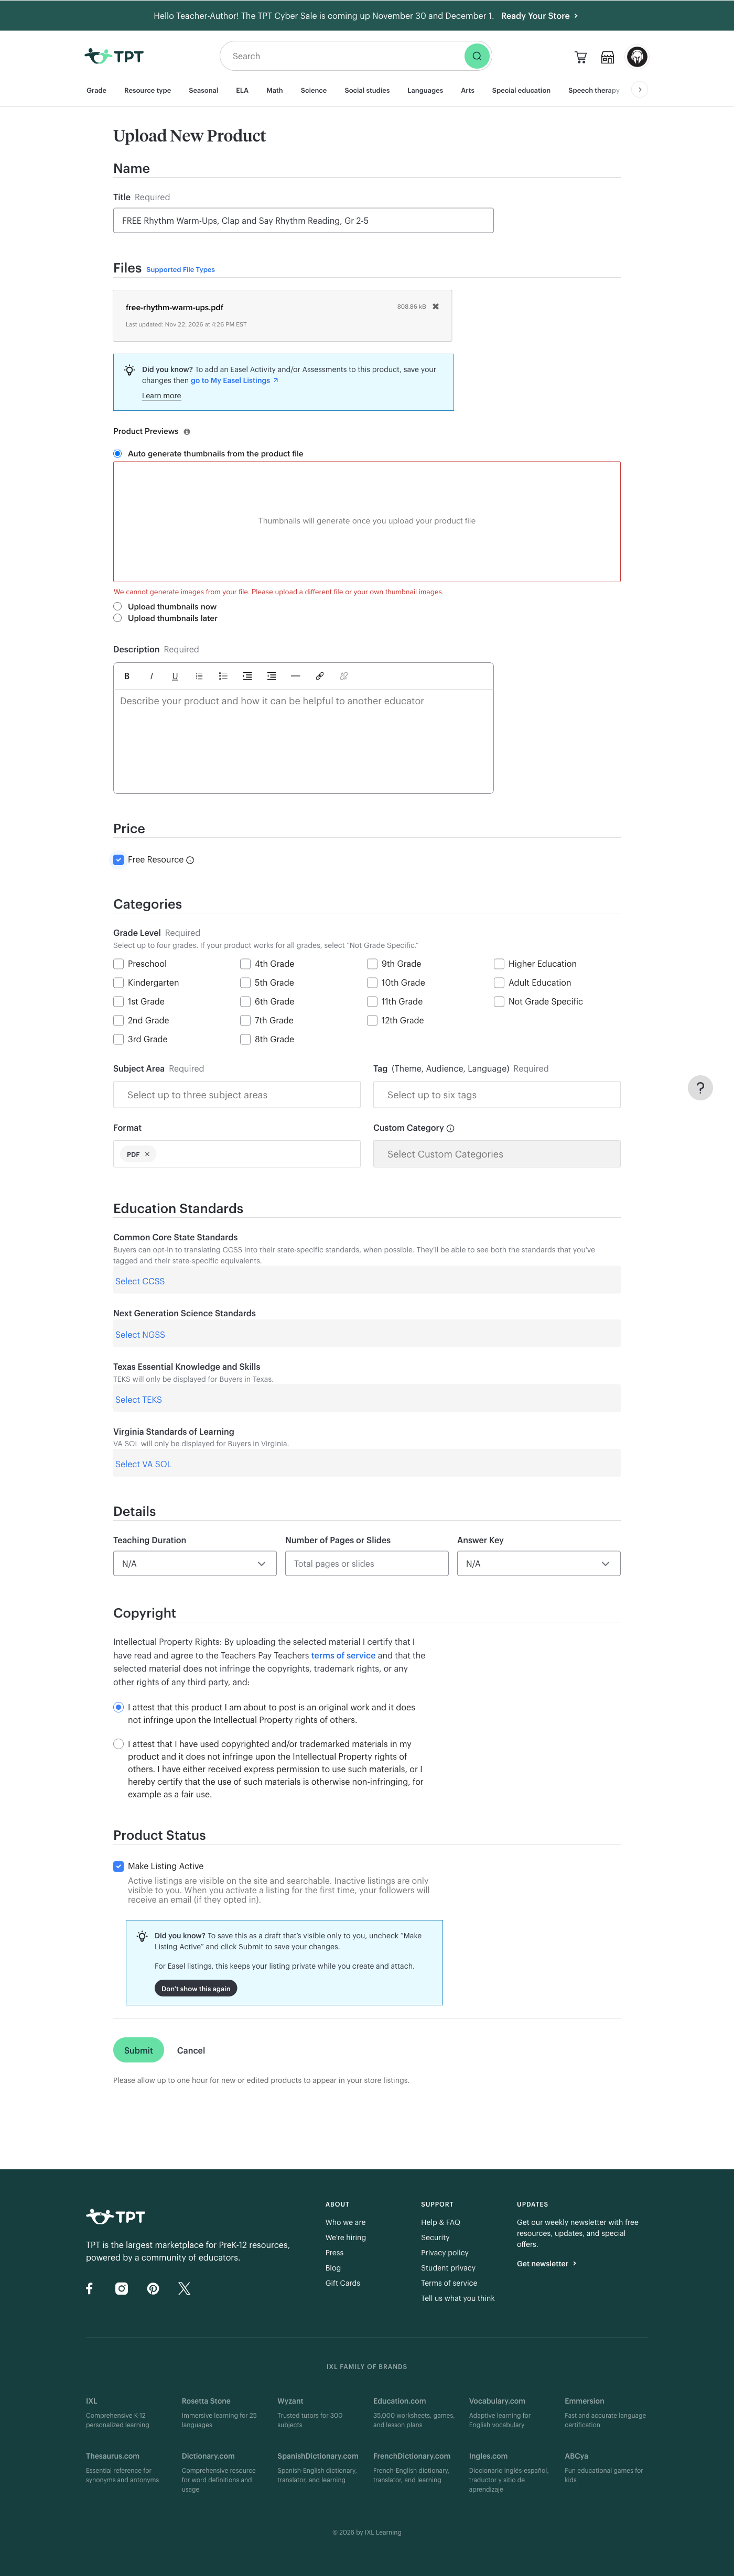 Hello Teacher-Author! The TPT Cyber Sale is coming up November 30 and December 1. Ready Your Store
TPT
Search
Grade Resource type Seasonal ELA Math Science Social studies Languages Arts Special education Speech therapy
Upload New Product
Name
Title Required
FREE Rhythm Warm-Ups, Clap and Say Rhythm Reading, Gr 2-5
Files Supported File Types
free-rhythm-warm-ups.pdf 808.86 kB
Last updated: Nov 22, 2026 at 4:26 PM EST
Did you know? To add an Easel Activity and/or Assessments to this product, save your
changes then go to My Easel Listings
Learn more
Product Previews
Auto generate thumbnails from the product file
Thumbnails will generate once you upload your product file
We cannot generate images from your file. Please upload a different file or your own thumbnail images.
Upload thumbnails now
Upload thumbnails later
Description Required
B I U
Describe your product and how it can be helpful to another educator
Price
Free Resource
Categories
Grade Level Required
Select up to four grades. If your product works for all grades, select "Not Grade Specific."
Preschool 4th Grade 9th Grade Higher Education
Kindergarten 5th Grade 10th Grade Adult Education
1st Grade 6th Grade 11th Grade Not Grade Specific
2nd Grade 7th Grade 12th Grade
3rd Grade 8th Grade
?
Subject Area Required Tag (Theme, Audience, Language) Required
Select up to three subject areas Select up to six tags
Format Custom Category
PDF Select Custom Categories
Education Standards
Common Core State Standards
Buyers can opt-in to translating CCSS into their state-specific standards, when possible. They'll be able to see both the standards that you've
tagged and their state-specific equivalents.
Select CCSS
Next Generation Science Standards
Select NGSS
Texas Essential Knowledge and Skills
TEKS will only be displayed for Buyers in Texas.
Select TEKS
Virginia Standards of Learning
VA SOL will only be displayed for Buyers in Virginia.
Select VA SOL
Details
Teaching Duration Number of Pages or Slides Answer Key
N/A Total pages or slides N/A
Copyright
Intellectual Property Rights: By uploading the selected material I certify that I
have read and agree to the Teachers Pay Teachers terms of service and that the
selected material does not infringe the copyrights, trademark rights, or any
other rights of any third party, and:
I attest that this product I am about to post is an original work and it does
not infringe upon the Intellectual Property rights of others.
I attest that I have used copyrighted and/or trademarked materials in my
product and it does not infringe upon the Intellectual Property rights of
others. I have either received express permission to use such materials, or I
hereby certify that the use of such materials is otherwise non-infringing, for
example as a fair use.
Product Status
Make Listing Active
Active listings are visible on the site and searchable. Inactive listings are only
visible to you. When you activate a listing for the first time, your followers will
receive an email (if they opted in).
Did you know? To save this as a draft that's visible only to you, uncheck "Make
Listing Active" and click Submit to save your changes.
For Easel listings, this keeps your listing private while you create and attach.
Don't show this again
Submit Cancel
Please allow up to one hour for new or edited products to appear in your store listings.
TPT
TPT is the largest marketplace for PreK-12 resources,
powered by a community of educators.
ABOUT
Who we are
We're hiring
Press
Blog
Gift Cards
SUPPORT
Help & FAQ
Security
Privacy policy
Student privacy
Terms of service
Tell us what you think
UPDATES
Get our weekly newsletter with free
resources, updates, and special
offers.
Get newsletter
IXL FAMILY OF BRANDS
IXL
Comprehensive K-12
personalized learning
Rosetta Stone
Immersive learning for 25
languages
Wyzant
Trusted tutors for 300
subjects
Education.com
35,000 worksheets, games,
and lesson plans
Vocabulary.com
Adaptive learning for
English vocabulary
Emmersion
Fast and accurate language
certification
Thesaurus.com
Essential reference for
synonyms and antonyms
Dictionary.com
Comprehensive resource
for word definitions and
usage
SpanishDictionary.com
Spanish-English dictionary,
translator, and learning
FrenchDictionary.com
French-English dictionary,
translator, and learning
Ingles.com
Diccionario inglés-español,
traductor y sitio de
aprendizaje
ABCya
Fun educational games for
kids
© 2026 by IXL Learning